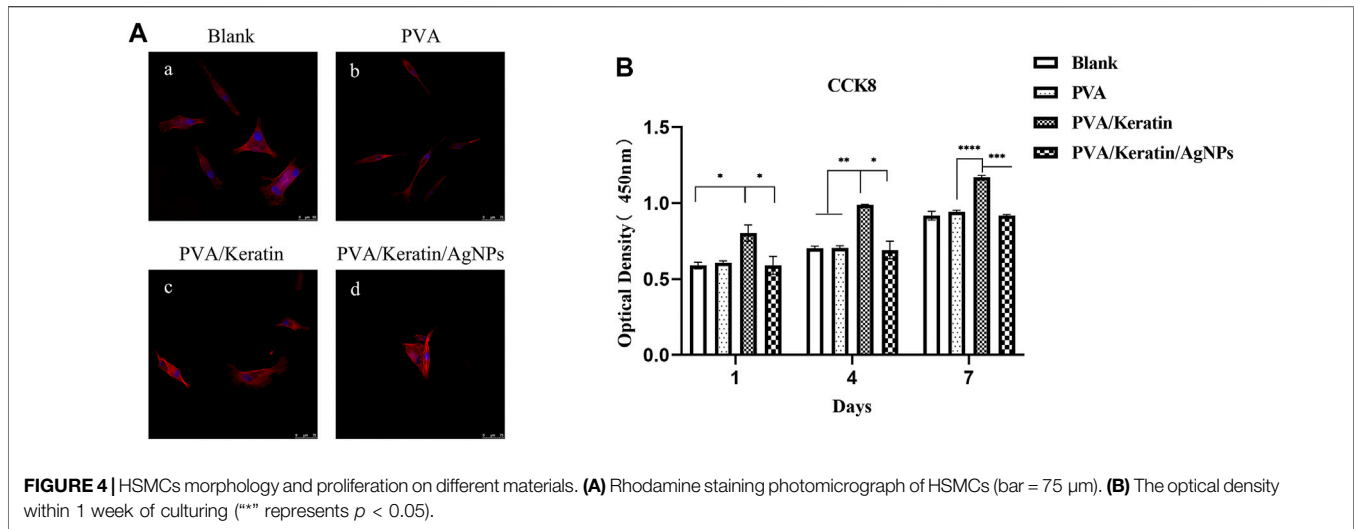 A
Blank
PVA
a
b
PVA/Keratin
PVA/Keratin/AgNPs
c
d
B
CCK8
Blank
PVA
PVA/Keratin
PVA/Keratin/AgNPs
Optical Density( 450nm)
1.5
1.0
0.5
0.0
* *
** *
**** ***
1 4 7
Days
FIGURE 4 | HSMCs morphology and proliferation on different materials. (A) Rhodamine staining photomicrograph of HSMCs (bar = 75 µm). (B) The optical density
within 1 week of culturing (“*” represents p < 0.05).